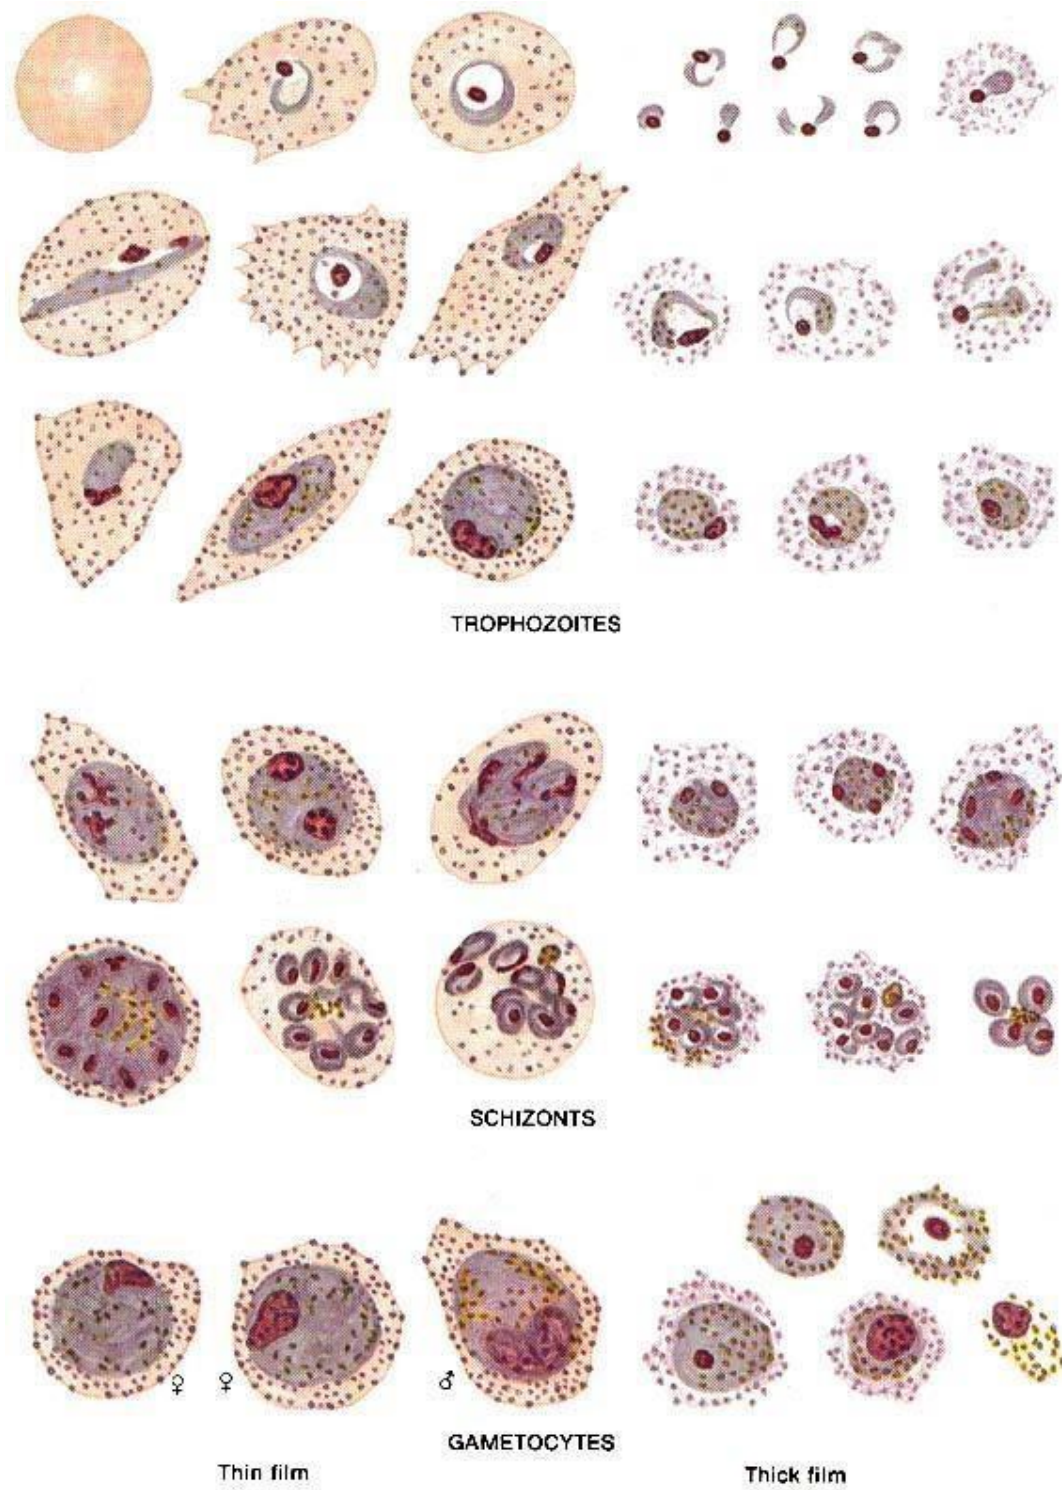 TROPHOZOITES
SCHIZONTS
♀ ♀ ♂
GAMETOCYTES
Thin film Thick film